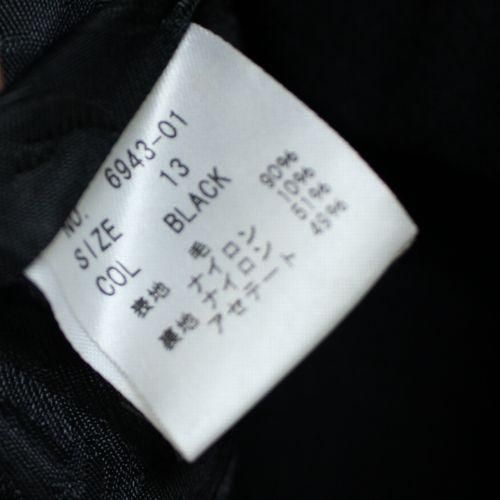 NO. 6943-01
SIZE 13
COL BLACK
表地 毛 90%
ナイロン 10%
裏地 ナイロン 51%
アセテート 49%